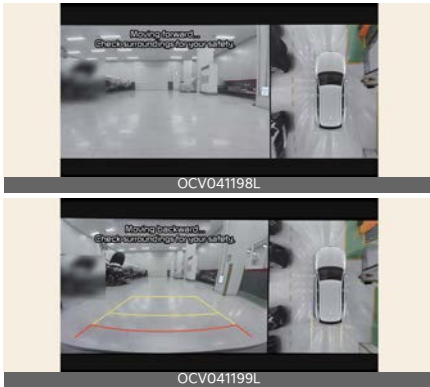 Moving forward...
Check surroundings for your safety.
OCV041198L
Moving backward...
Check surroundings for your safety.
OCV041199L